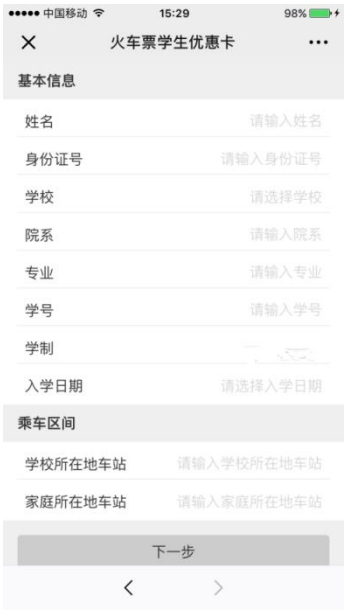 中国移动 15:29 98%
火车票学生优惠卡
基本信息
姓名 请输入姓名
身份证号 请输入身份证号
学校 请选择学校
院系 请输入院系
专业 请输入专业
学号 请输入学号
学制
入学日期 请选择入学日期
乘车区间
学校所在地车站 请输入学校所在地车站
家庭所在地车站 请输入家庭所在地车站
下一步